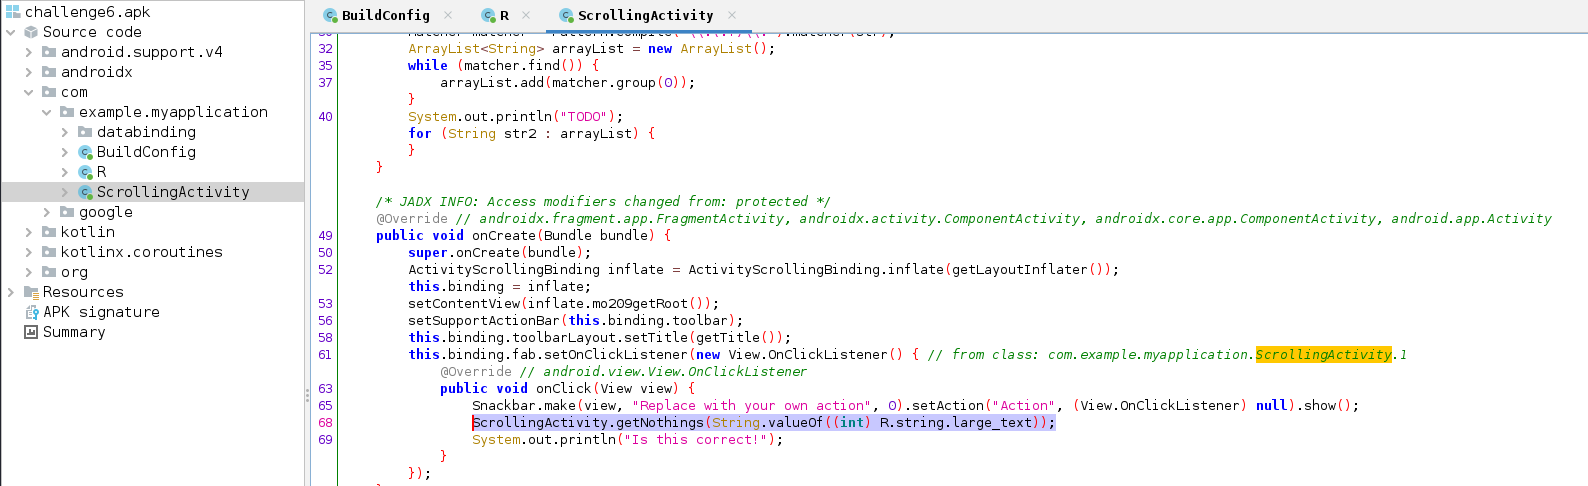 challenge6.apk
Source code
android.support.v4
androidx
com
example.myapplication
databinding
BuildConfig
R
ScrollingActivity
google
kotlin
kotlinx.coroutines
org
Resources
APK signature
Summary
BuildConfig × R × ScrollingActivity ×
32 ArrayList<String> arrayList = new ArrayList();
35 while (matcher.find()) {
37 arrayList.add(matcher.group(0));
}
40 System.out.println("TODO");
for (String str2 : arrayList) {
}
}
/* JADX INFO: Access modifiers changed from: protected */
@Override // androidx.fragment.app.FragmentActivity, androidx.activity.ComponentActivity, androidx.core.app.ComponentActivity, android.app.Activity
49 public void onCreate(Bundle bundle) {
50 super.onCreate(bundle);
52 ActivityScrollingBinding inflate = ActivityScrollingBinding.inflate(getLayoutInflater());
this.binding = inflate;
53 setContentView(inflate.mo209getRoot());
56 setSupportActionBar(this.binding.toolbar);
58 this.binding.toolbarLayout.setTitle(getTitle());
61 this.binding.fab.setOnClickListener(new View.OnClickListener() { // from class: com.example.myapplication.ScrollingActivity.1
@Override // android.view.View.OnClickListener
63 public void onClick(View view) {
65 Snackbar.make(view, "Replace with your own action", 0).setAction("Action", (View.OnClickListener) null).show();
68 ScrollingActivity.getNothings(String.valueOf((int) R.string.large_text));
69 System.out.println("Is this correct!");
}
});